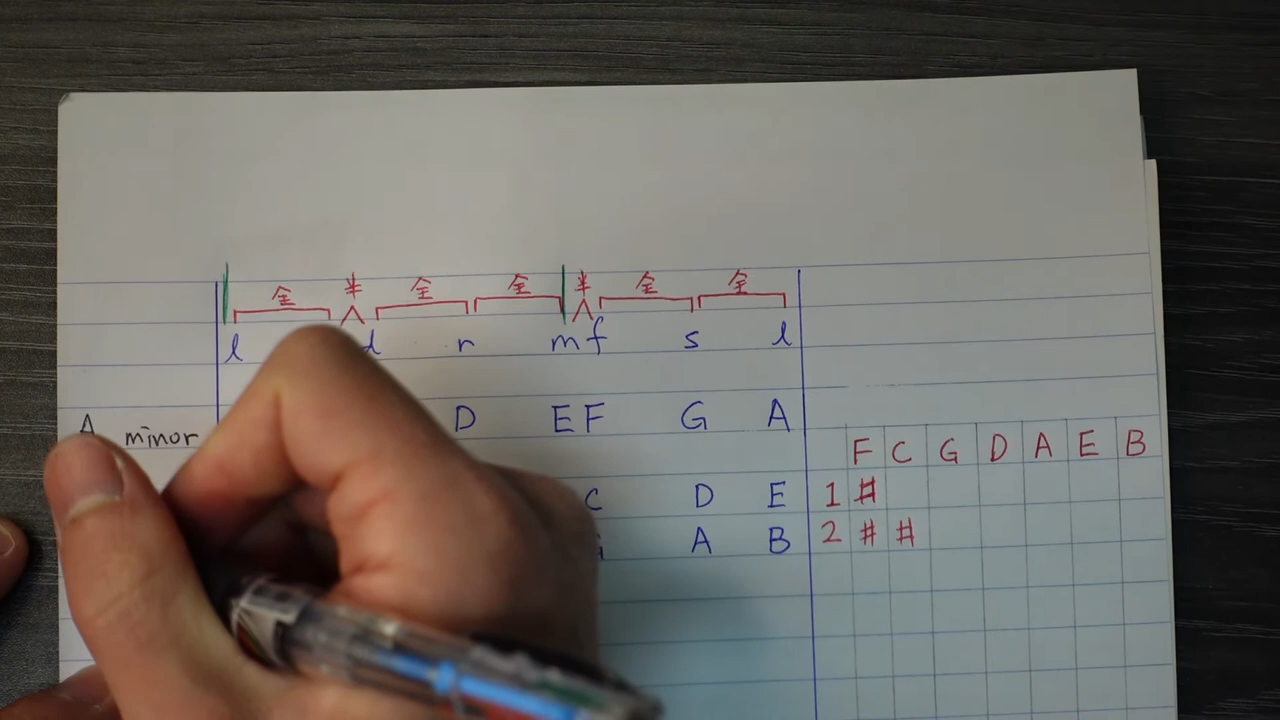 全 半 全 全 半 全 全
l d r m f s l
A minor D E F G A
F C G D A E B
C D E 1 #
A B 2 # #